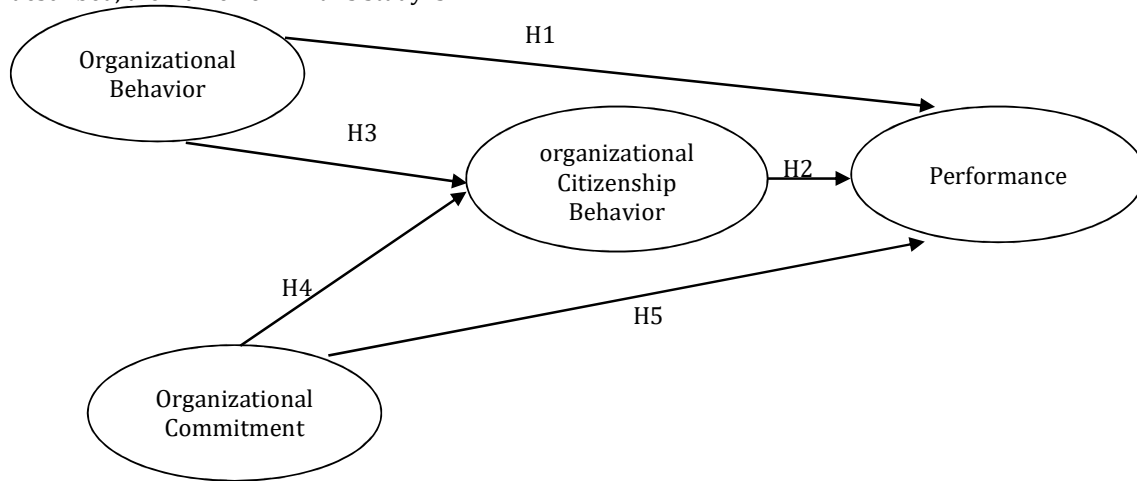 H1
Organizational
Behavior
H3
organizational
Citizenship
Behavior
H2
Performance
H4
H5
Organizational
Commitment